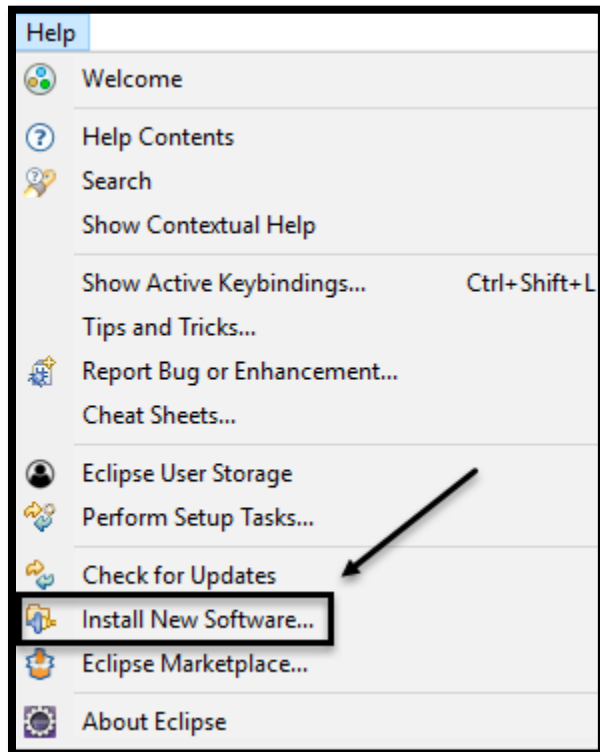 Help
Welcome
Help Contents
Search
Show Contextual Help
Show Active Keybindings... Ctrl+Shift+L
Tips and Tricks...
Report Bug or Enhancement...
Cheat Sheets...
Eclipse User Storage
Perform Setup Tasks...
Check for Updates
Install New Software...
Eclipse Marketplace...
About Eclipse